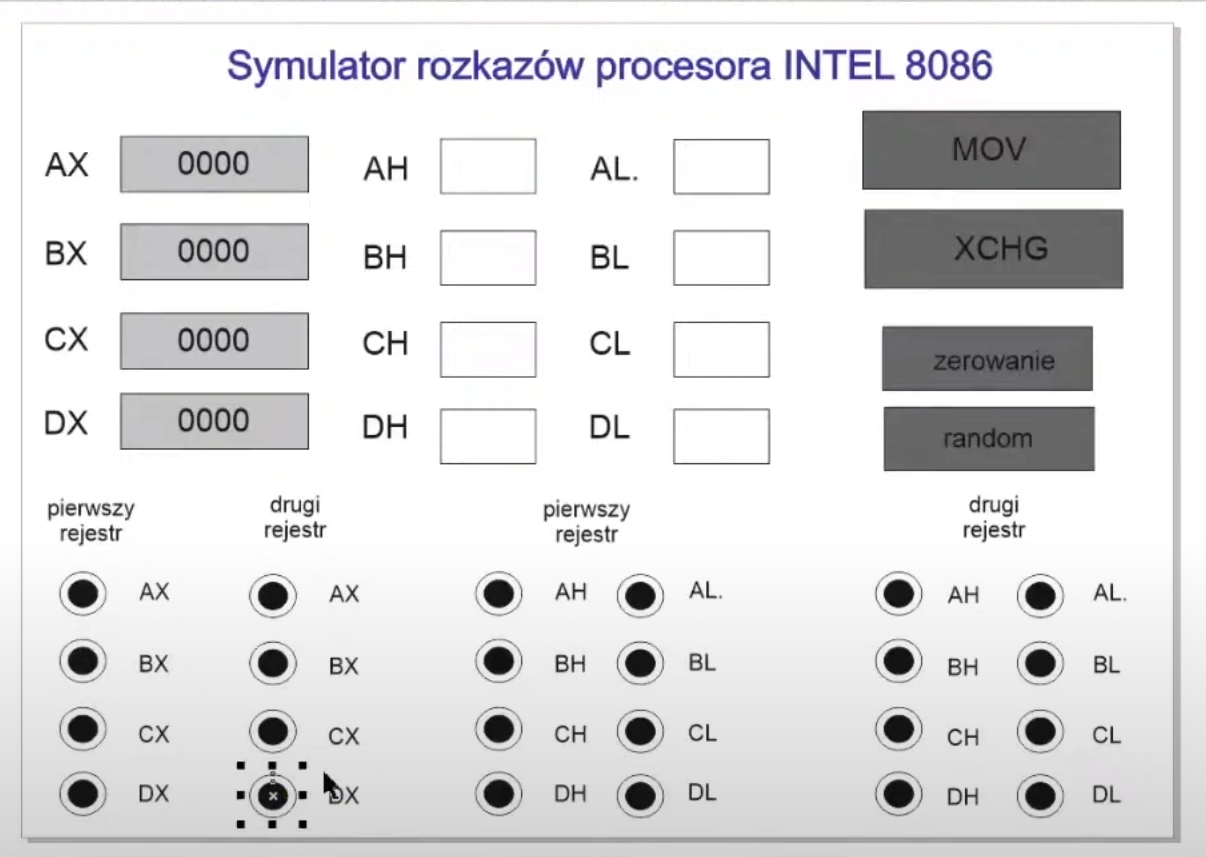 Symulator rozkazów procesora INTEL 8086
AX 0000 AH AL. MOV
BX 0000 BH BL XCHG
CX 0000 CH CL zerowanie
DX 0000 DH DL random
pierwszy rejestr
drugi rejestr
pierwszy rejestr
drugi rejestr
AX AX AH AL. AH AL.
BX BX BH BL BH BL
CX CX CH CL CH CL
DX DX DH DL DH DL